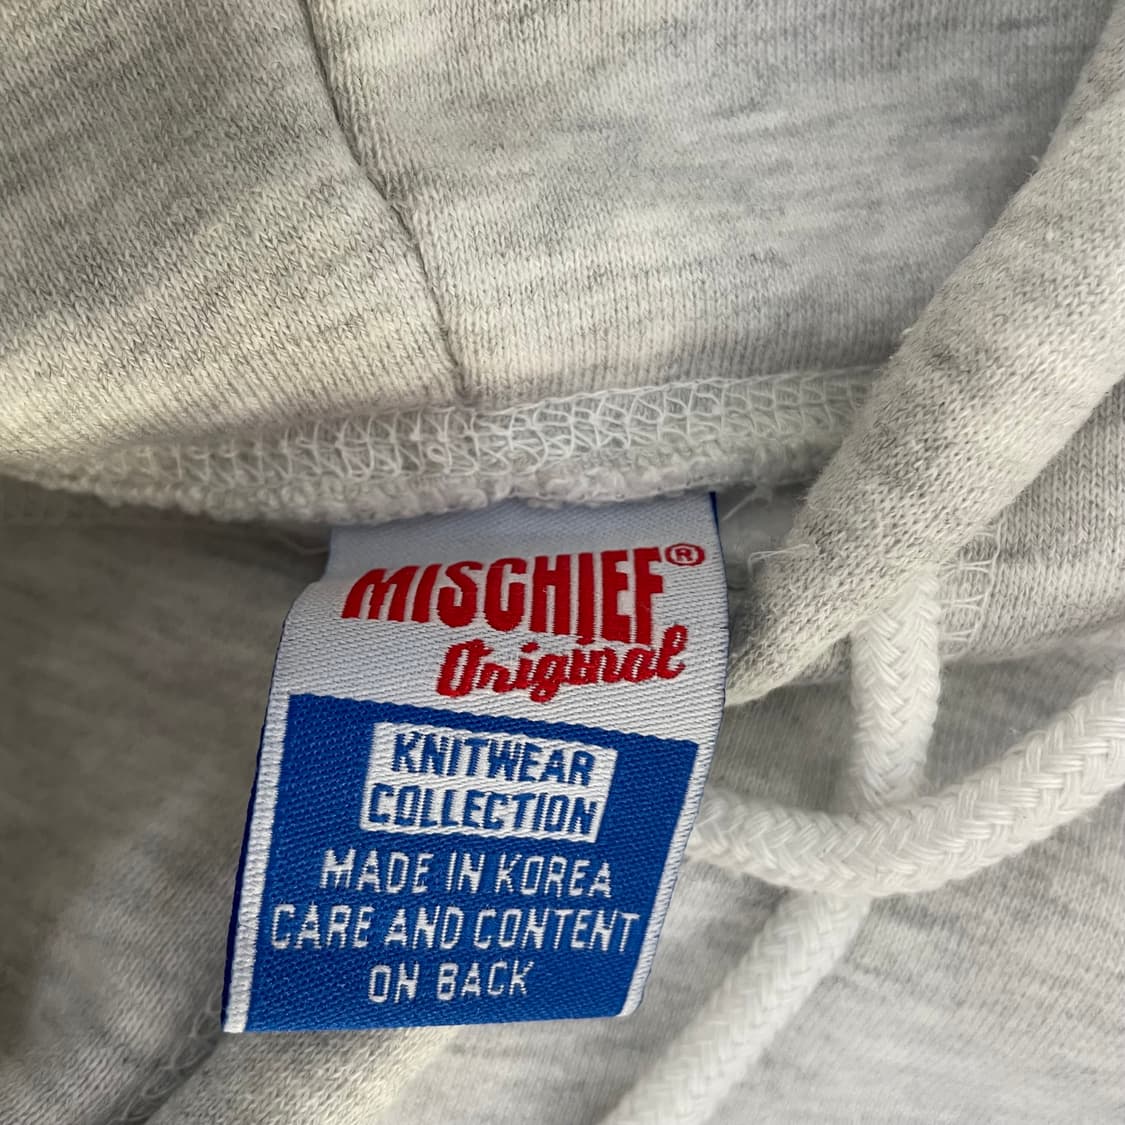 MISCHIEF®
Original
KNITWEAR
COLLECTION
MADE IN KOREA
CARE AND CONTENT
ON BACK